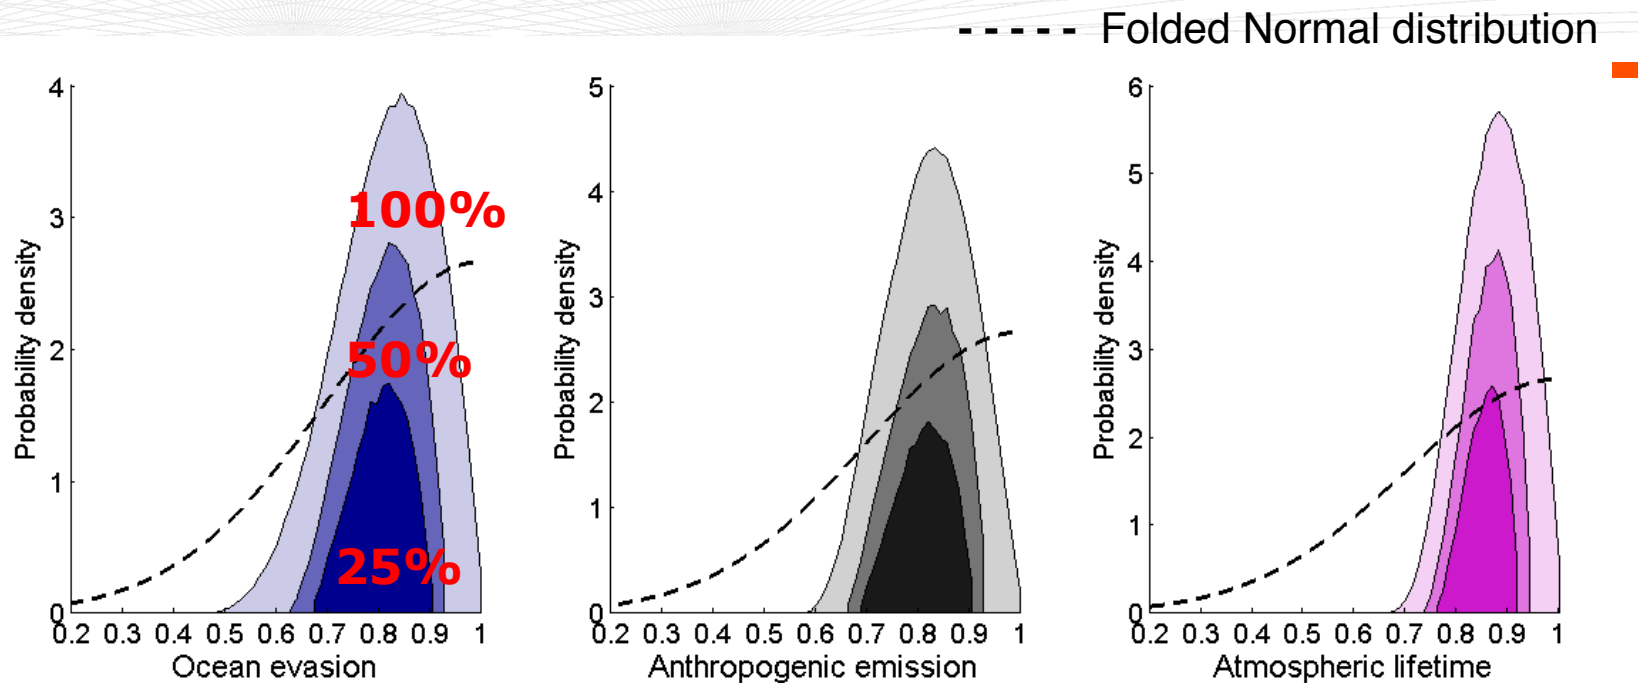 Folded Normal distribution
Probability density
4
3
2
1
0
100%
50%
25%
0.2 0.3 0.4 0.5 0.6 0.7 0.8 0.9 1
Ocean evasion
Probability density
5
4
3
2
1
0
0.2 0.3 0.4 0.5 0.6 0.7 0.8 0.9 1
Anthropogenic emission
Probability density
6
5
4
3
2
1
0
0.2 0.3 0.4 0.5 0.6 0.7 0.8 0.9 1
Atmospheric lifetime